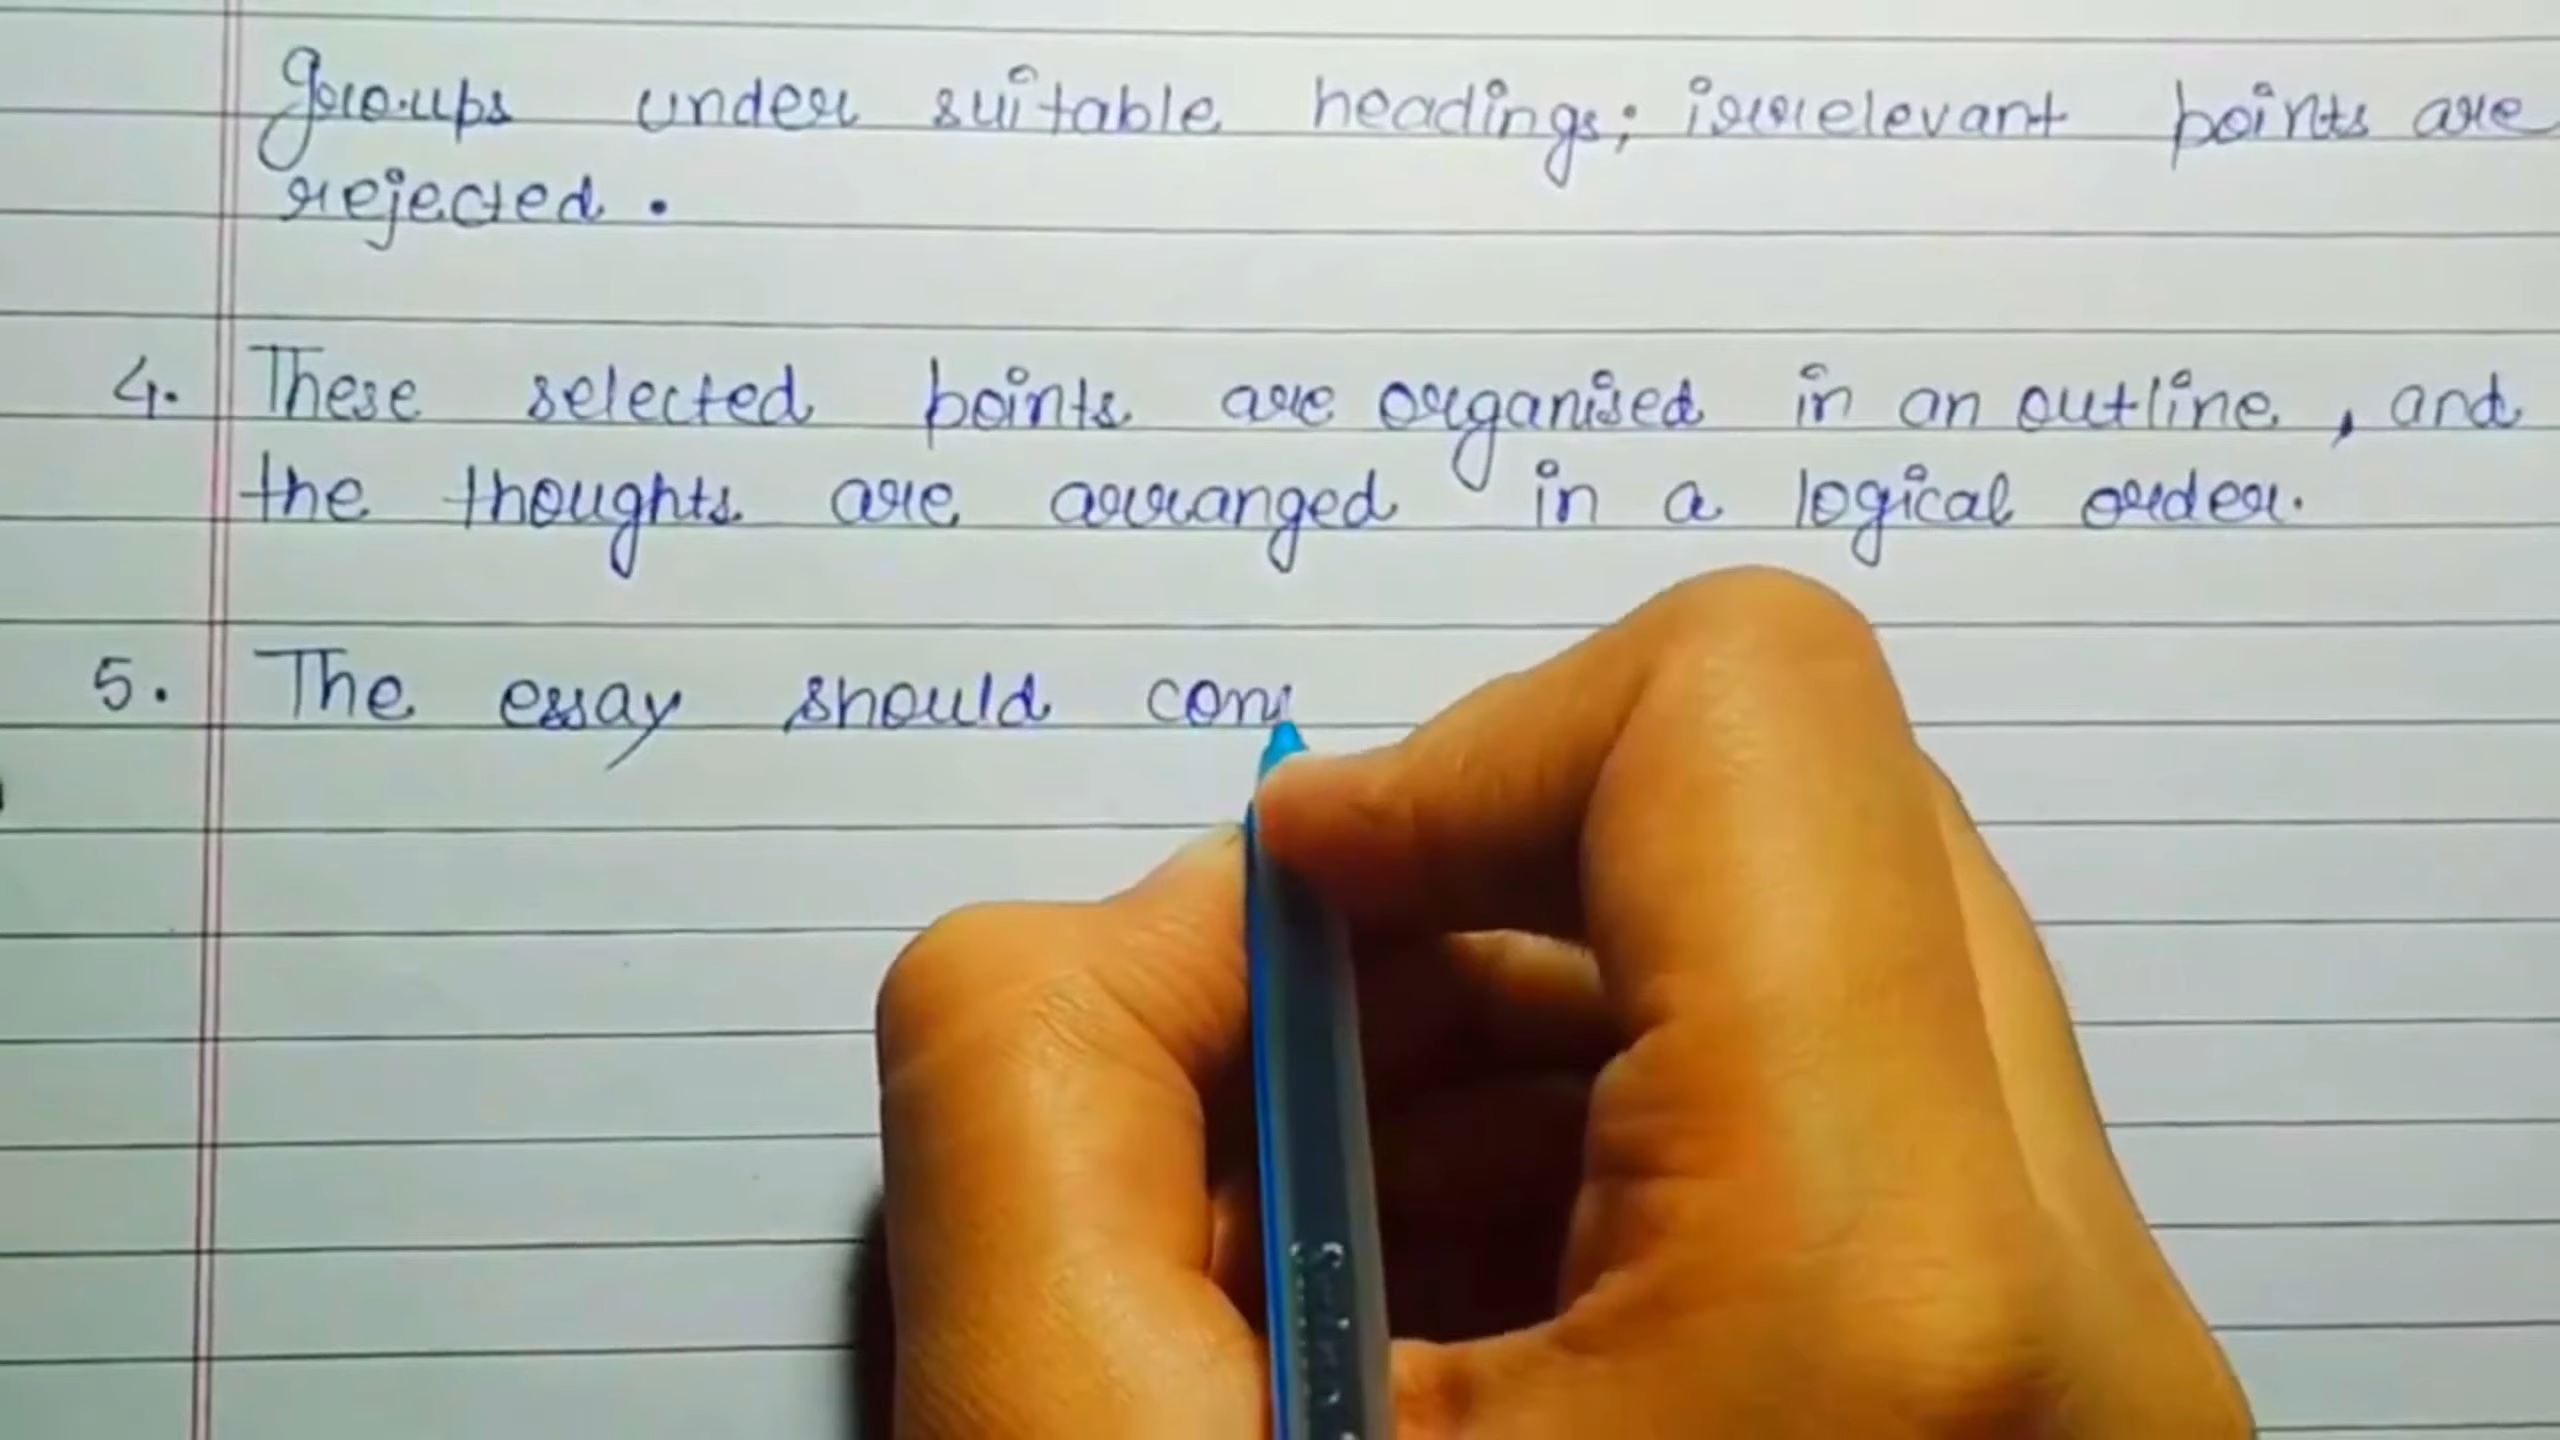 groups under suitable headings; irrelevant points are
rejected.
4. These selected points are organised in an outline, and
the thoughts are arranged in a logical order.
5. The essay should con